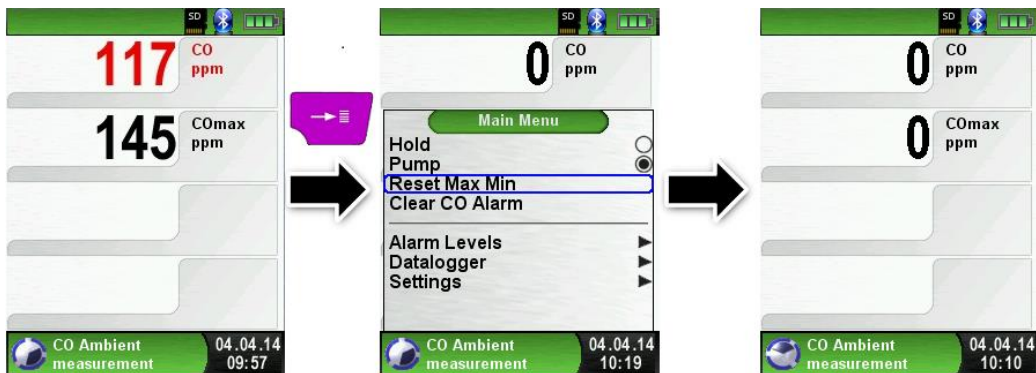 SD
117 CO ppm
145 COmax ppm
CO Ambient measurement
04.04.14
09:57
SD
0 CO ppm
Main Menu
Hold
Pump
Reset Max Min
Clear CO Alarm
Alarm Levels
Datalogger
Settings
CO Ambient measurement
04.04.14
10:19
SD
0 CO ppm
0 COmax ppm
CO Ambient measurement
04.04.14
10:10